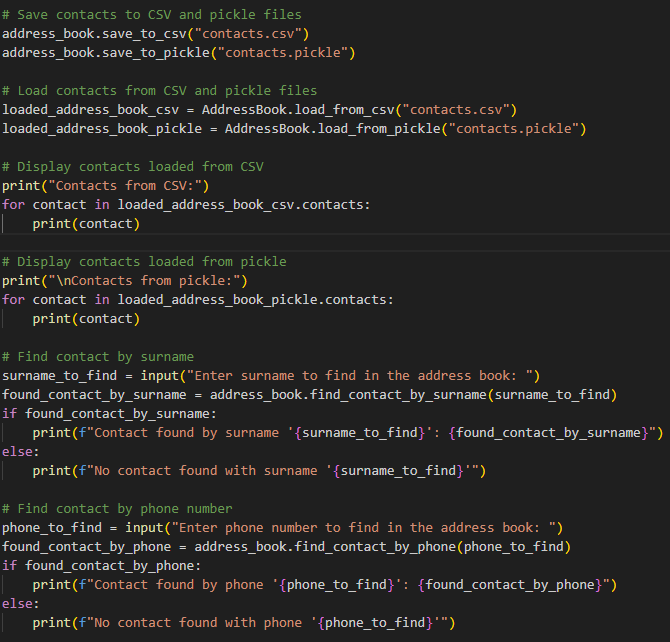 # Save contacts to CSV and pickle files
address_book.save_to_csv("contacts.csv")
address_book.save_to_pickle("contacts.pickle")

# Load contacts from CSV and pickle files
loaded_address_book_csv = AddressBook.load_from_csv("contacts.csv")
loaded_address_book_pickle = AddressBook.load_from_pickle("contacts.pickle")

# Display contacts loaded from CSV
print("Contacts from CSV:")
for contact in loaded_address_book_csv.contacts:
    print(contact)

# Display contacts loaded from pickle
print("\nContacts from pickle:")
for contact in loaded_address_book_pickle.contacts:
    print(contact)

# Find contact by surname
surname_to_find = input("Enter surname to find in the address book: ")
found_contact_by_surname = address_book.find_contact_by_surname(surname_to_find)
if found_contact_by_surname:
    print(f"Contact found by surname '{surname_to_find}': {found_contact_by_surname}")
else:
    print(f"No contact found with surname '{surname_to_find}'")

# Find contact by phone number
phone_to_find = input("Enter phone number to find in the address book: ")
found_contact_by_phone = address_book.find_contact_by_phone(phone_to_find)
if found_contact_by_phone:
    print(f"Contact found by phone '{phone_to_find}': {found_contact_by_phone}")
else:
    print(f"No contact found with phone '{phone_to_find}'")